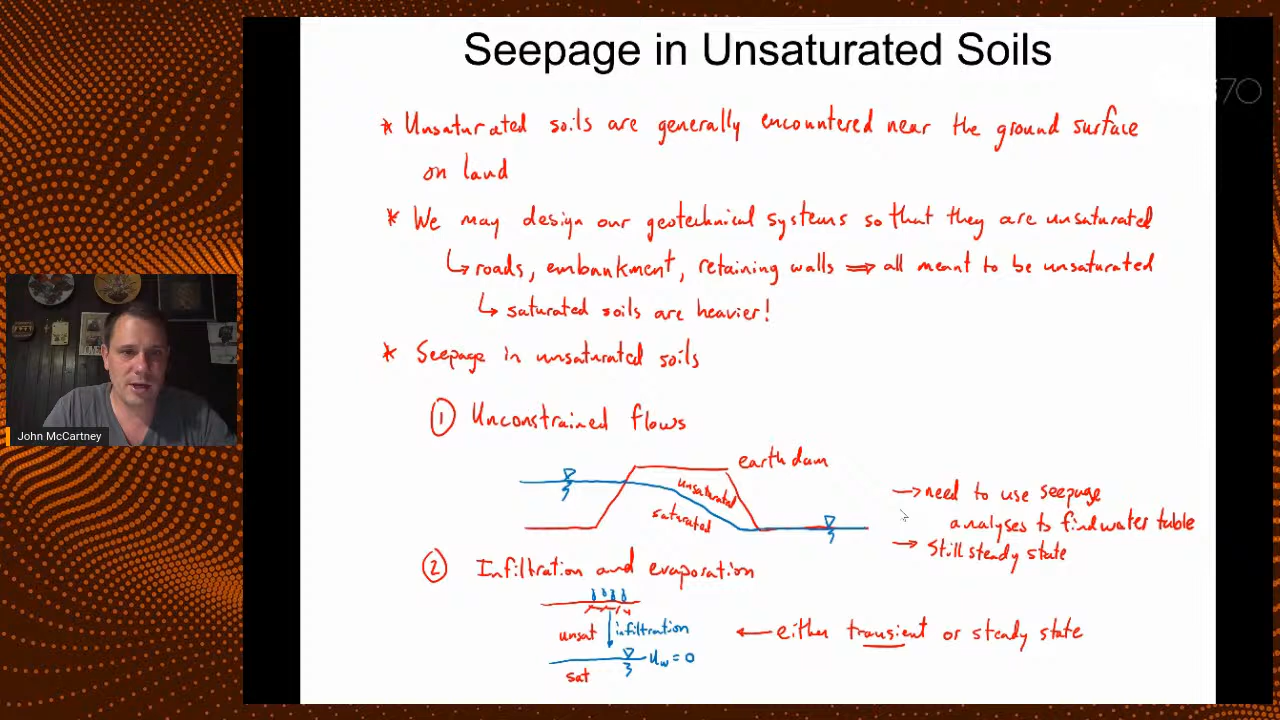 Seepage in Unsaturated Soils
70
* Unsaturated soils are generally encountered near the ground surface
on land
* We may design our geotechnical systems so that they are unsaturated
↳ roads, embankment, retaining walls ⟹ all meant to be unsaturated
↳ saturated soils are heavier!
* Seepage in unsaturated soils
John McCartney
① Unconstrained flows
earth dam
unsaturated
saturated
→ need to use seepage
analyses to find water table
→ Still steady state
② Infiltration and evaporation
unsat
infiltration
Uw = 0
sat
← either transient or steady state